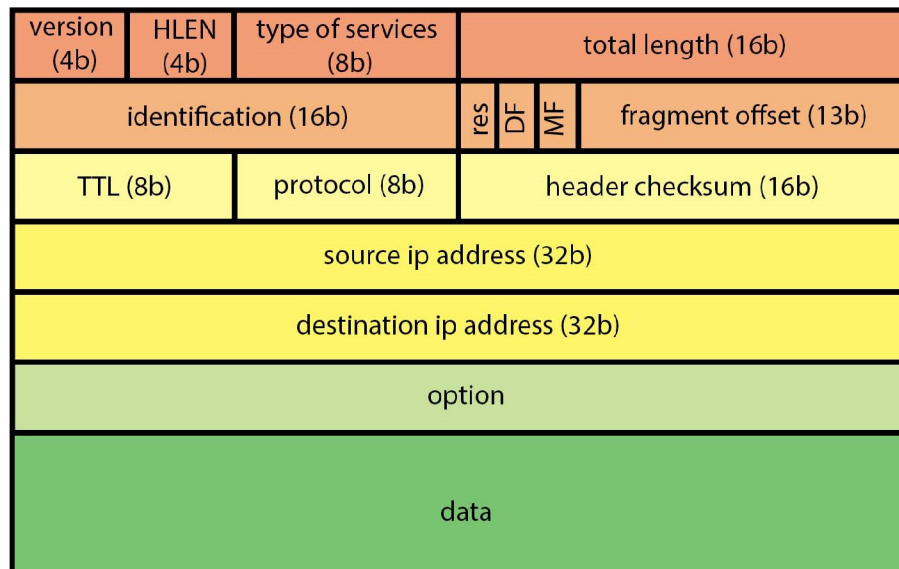 version HLEN type of services total length (16b)
(4b) (4b) (8b)
identification (16b) res DF MF fragment offset (13b)
TTL (8b) protocol (8b) header checksum (16b)
source ip address (32b)
destination ip address (32b)
option
data